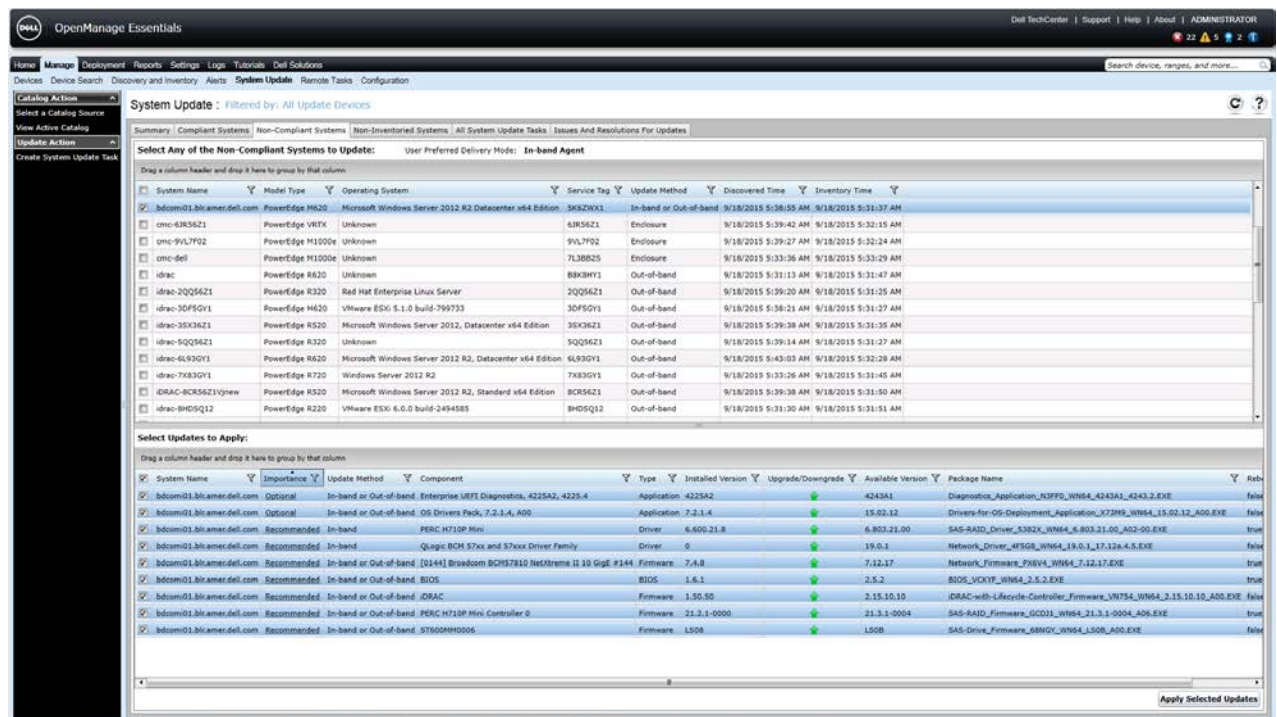 DELL OpenManage Essentials
Dell TechCenter | Support | Help | About | ADMINISTRATOR
22 5 2
Home Manage Deployment Reports Settings Logs Tutorials Dell Solutions
Search device, ranges, and more...
Devices Device Search Discovery and Inventory Alerts System Update Remote Tasks Configuration
Catalog Action
Select a Catalog Source
View Active Catalog
Update Action
Create System Update Task
System Update : Filtered by: All Update Devices
Summary Compliant Systems Non-Compliant Systems Non-Inventoried Systems All System Update Tasks Issues And Resolutions For Updates
Select Any of the Non-Compliant Systems to Update: User Preferred Delivery Mode: In-band Agent
Drag a column header and drop it here to group by that column
System Name Model Type Operating System Service Tag Update Method Discovered Time Inventory Time
bdcomi01.blr.amer.dell.com PowerEdge M620 Microsoft Windows Server 2012 R2 Datacenter x64 Edition 5K6ZWX1 In-band or Out-of-band 9/18/2015 5:38:55 AM 9/18/2015 5:31:37 AM
cmc-6JR56Z1 PowerEdge VRTX Unknown 6JR56Z1 Enclosure 9/18/2015 5:39:42 AM 9/18/2015 5:32:15 AM
cmc-9VL7F02 PowerEdge M1000e Unknown 9VL7F02 Enclosure 9/18/2015 5:39:27 AM 9/18/2015 5:32:24 AM
cmc-dell PowerEdge M1000e Unknown 7L3BB2S Enclosure 9/18/2015 5:33:36 AM 9/18/2015 5:33:29 AM
idrac PowerEdge R620 Unknown B8K8HY1 Out-of-band 9/18/2015 5:31:13 AM 9/18/2015 5:31:47 AM
idrac-2QQ56Z1 PowerEdge R320 Red Hat Enterprise Linux Server 2QQ56Z1 Out-of-band 9/18/2015 5:39:20 AM 9/18/2015 5:31:25 AM
idrac-3DFSGY1 PowerEdge M620 VMware ESXi 5.1.0 build-799733 3DFSGY1 Out-of-band 9/18/2015 5:38:21 AM 9/18/2015 5:31:27 AM
idrac-3SX36Z1 PowerEdge R520 Microsoft Windows Server 2012, Datacenter x64 Edition 3SX36Z1 Out-of-band 9/18/2015 5:39:38 AM 9/18/2015 5:31:35 AM
idrac-5QQ56Z1 PowerEdge R320 Unknown 5QQ56Z1 Out-of-band 9/18/2015 5:39:14 AM 9/18/2015 5:31:27 AM
idrac-6L93GY1 PowerEdge R620 Microsoft Windows Server 2012 R2, Datacenter x64 Edition 6L93GY1 Out-of-band 9/18/2015 5:43:03 AM 9/18/2015 5:32:28 AM
idrac-7X83GY1 PowerEdge R720 Windows Server 2012 R2 7X83GY1 Out-of-band 9/18/2015 5:33:26 AM 9/18/2015 5:31:45 AM
iDRAC-8CR56Z1Vjnew PowerEdge R520 Microsoft Windows Server 2012 R2, Standard x64 Edition 8CR56Z1 Out-of-band 9/18/2015 5:39:38 AM 9/18/2015 5:31:50 AM
idrac-8HDSQ12 PowerEdge R220 VMware ESXi 6.0.0 build-2494585 8HDSQ12 Out-of-band 9/18/2015 5:31:30 AM 9/18/2015 5:31:51 AM
Select Updates to Apply:
Drag a column header and drop it here to group by that column
System Name Importance Update Method Component Type Installed Version Upgrade/Downgrade Available Version Package Name Rebo
bdcomi01.blr.amer.dell.com Optional In-band or Out-of-band Enterprise UEFI Diagnostics, 4225A2, 4225.4 Application 4225A2 4243A1 Diagnostics_Application_N3FF0_WN64_4243A1_4243.2.EXE false
bdcomi01.blr.amer.dell.com Optional In-band or Out-of-band OS Drivers Pack, 7.2.1.4, A00 Application 7.2.1.4 15.02.12 Drivers-for-OS-Deployment_Application_X73M9_WN64_15.02.12_A00.EXE false
bdcomi01.blr.amer.dell.com Recommended In-band PERC H710P Mini Driver 6.600.21.8 6.803.21.00 SAS-RAID_Driver_5382X_WN64_6.803.21.00_A02-00.EXE true
bdcomi01.blr.amer.dell.com Recommended In-band QLogic BCM 57xx and 57xxx Driver Family Driver 0 19.0.1 Network_Driver_4F5G8_WN64_19.0.1_17.12a.4.5.EXE false
bdcomi01.blr.amer.dell.com Recommended In-band or Out-of-band [0144] Broadcom BCM57810 NetXtreme II 10 GigE #144 Firmware 7.4.8 7.12.17 Network_Firmware_PX6V4_WN64_7.12.17.EXE true
bdcomi01.blr.amer.dell.com Recommended In-band or Out-of-band BIOS BIOS 1.6.1 2.5.2 BIOS_VCKYF_WN64_2.5.2.EXE true
bdcomi01.blr.amer.dell.com Recommended In-band or Out-of-band iDRAC Firmware 1.50.50 2.15.10.10 iDRAC-with-Lifecycle-Controller_Firmware_VN754_WN64_2.15.10.10_A00.EXE false
bdcomi01.blr.amer.dell.com Recommended In-band or Out-of-band PERC H710P Mini Controller 0 Firmware 21.2.1-0000 21.3.1-0004 SAS-RAID_Firmware_GCDJ1_WN64_21.3.1-0004_A06.EXE true
bdcomi01.blr.amer.dell.com Recommended In-band or Out-of-band ST600MM0006 Firmware LS08 LS0B SAS-Drive_Firmware_68NGY_WN64_LS0B_A00.EXE false
Apply Selected Updates